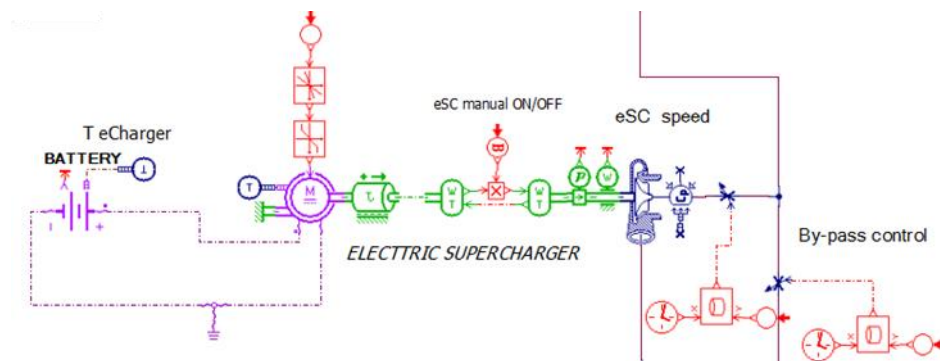 eSC manual ON/OFF
eSC speed
T eCharger
BATTERY
T
M
P
W
W
T
W
T
ELECTTRIC SUPERCHARGER
By-pass control
X
Y
X
Y